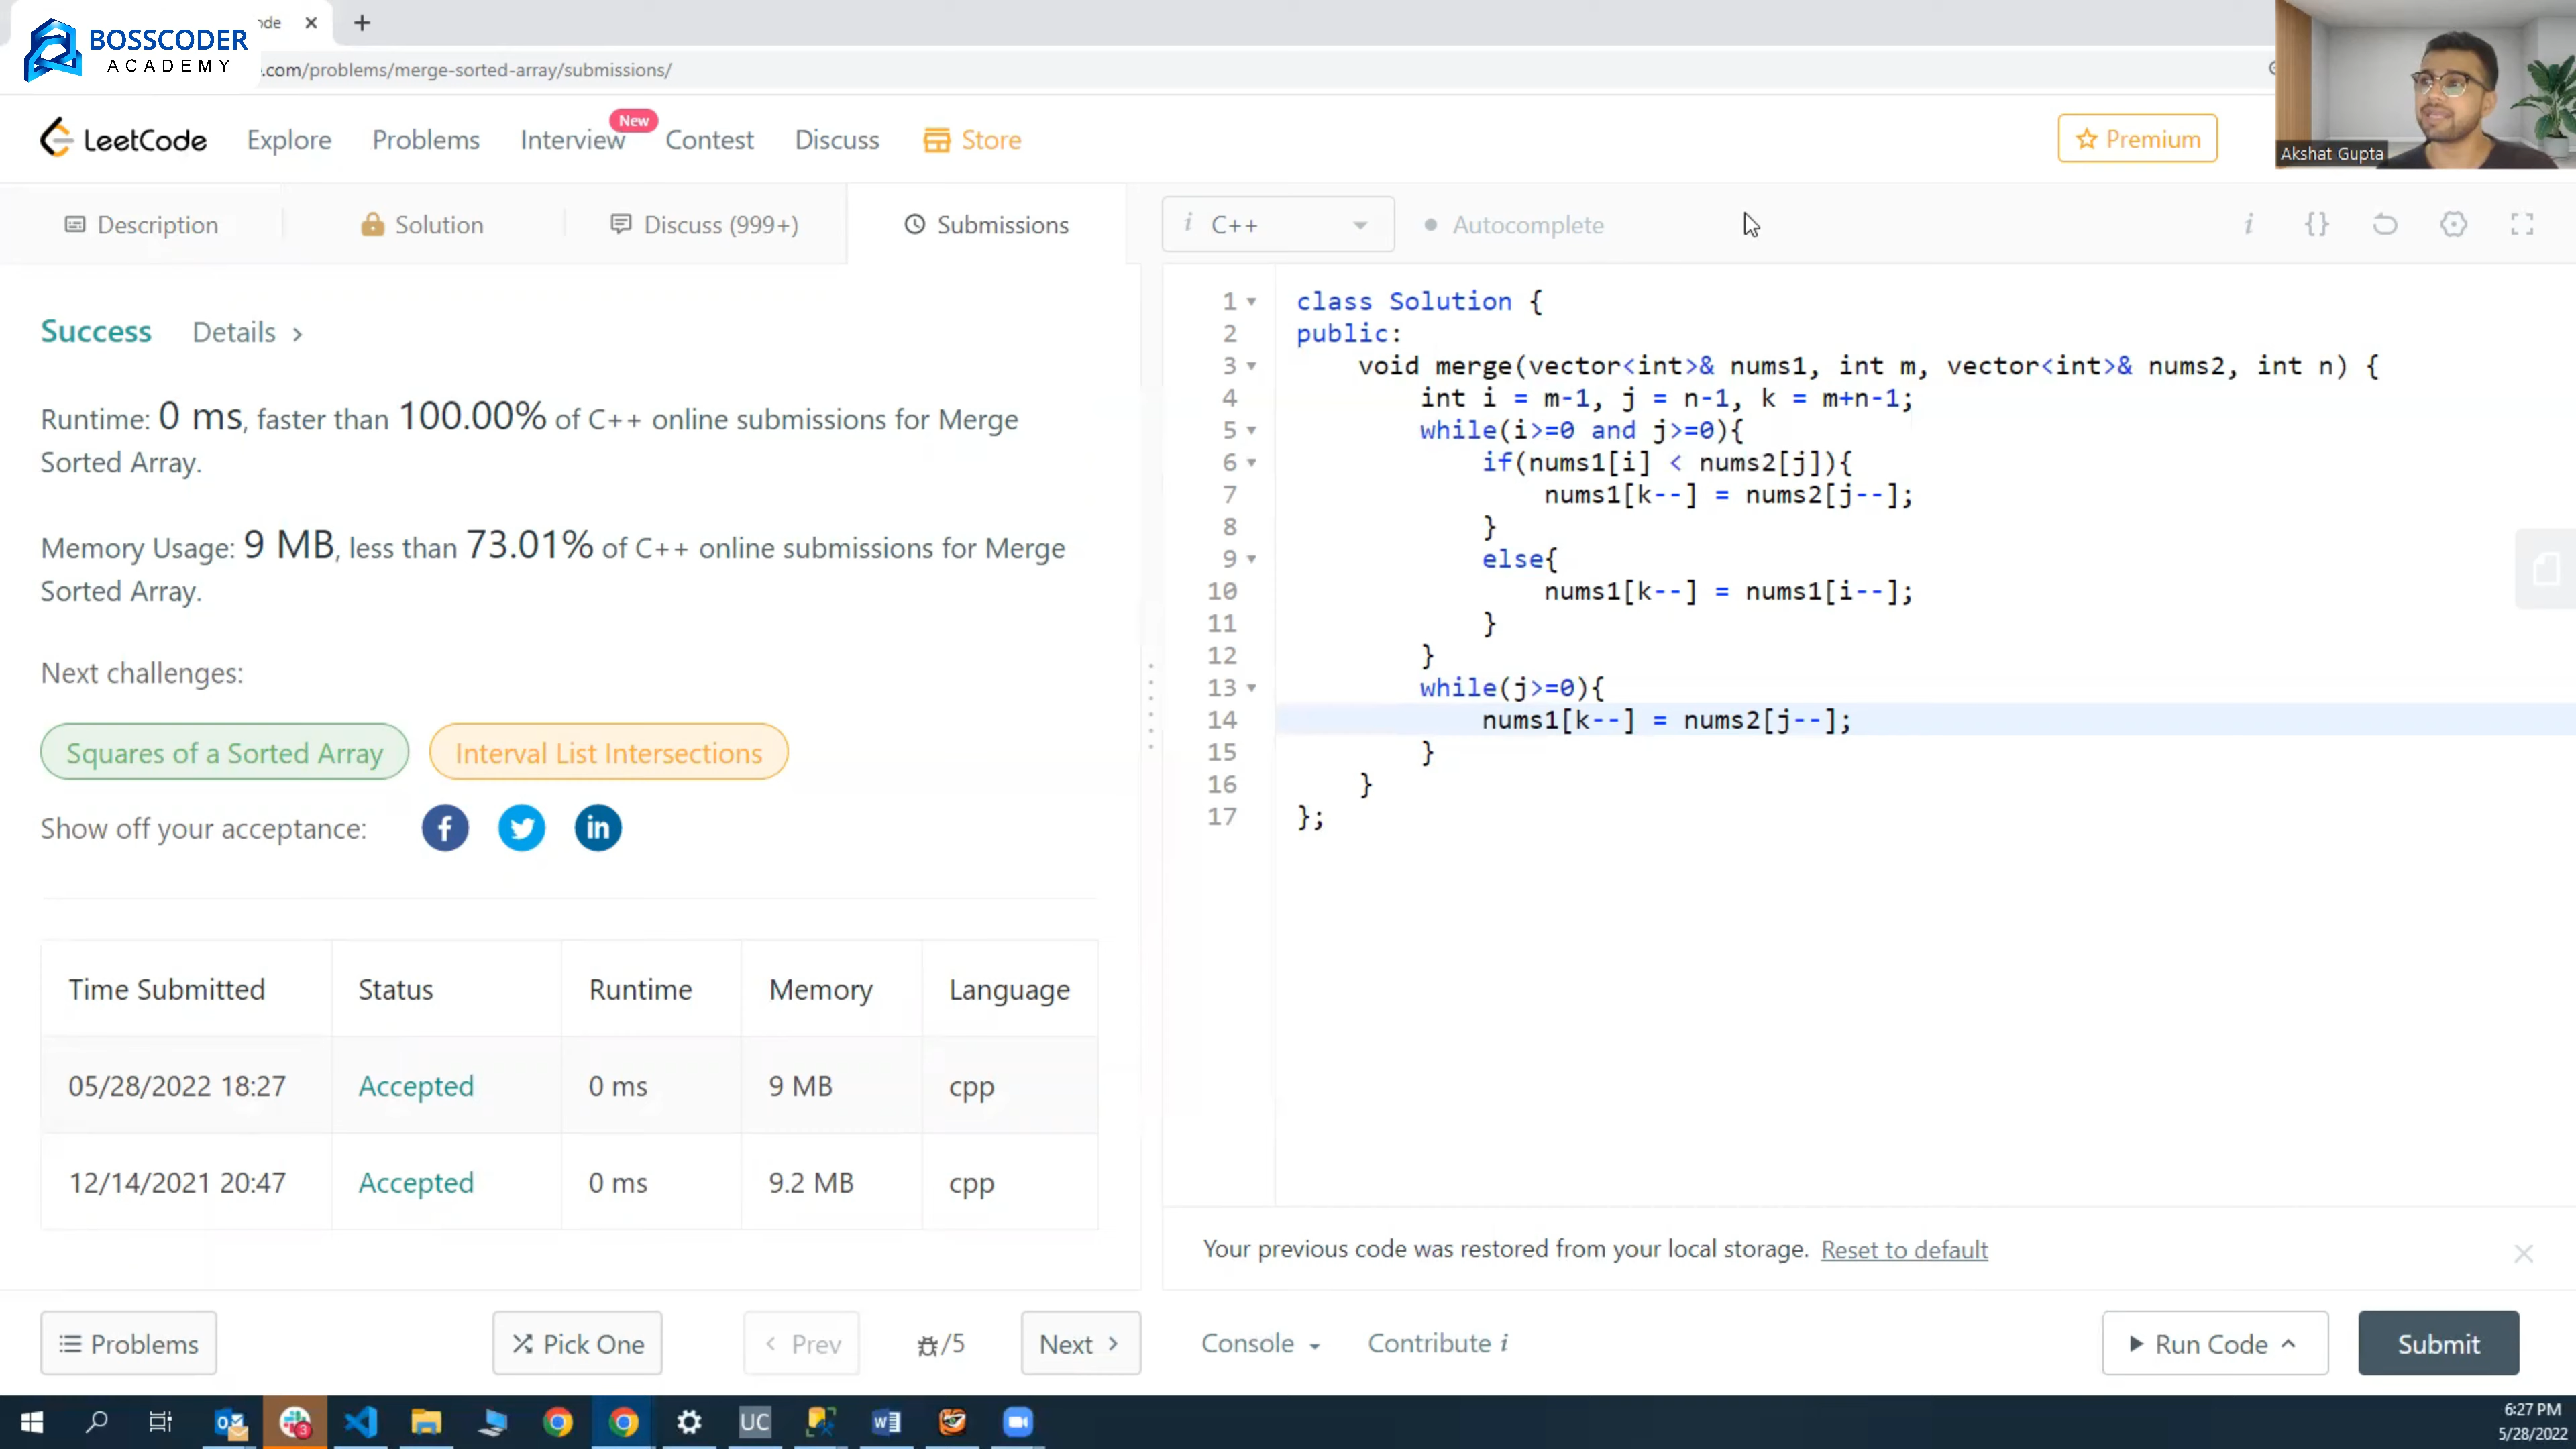 ode
BOSSCODER
ACADEMY
.com/problems/merge-sorted-array/submissions/
LeetCode
Explore
Problems
Interview
New
Contest
Discuss
Store
Premium
Akshat Gupta
Description
Solution
Discuss (999+)
Submissions
i C++
Autocomplete
i {}
Success Details >
Runtime: 0 ms, faster than 100.00% of C++ online submissions for Merge
Sorted Array.
Memory Usage: 9 MB, less than 73.01% of C++ online submissions for Merge
Sorted Array.
Next challenges:
Squares of a Sorted Array
Interval List Intersections
Show off your acceptance:
Time Submitted Status Runtime Memory Language
05/28/2022 18:27 Accepted 0 ms 9 MB cpp
12/14/2021 20:47 Accepted 0 ms 9.2 MB cpp
1 class Solution {
2 public:
3 void merge(vector<int>& nums1, int m, vector<int>& nums2, int n) {
4 int i = m-1, j = n-1, k = m+n-1;
5 while(i>=0 and j>=0){
6 if(nums1[i] < nums2[j]){
7 nums1[k--] = nums2[j--];
8 }
9 else{
10 nums1[k--] = nums1[i--];
11 }
12 }
13 while(j>=0){
14 nums1[k--] = nums2[j--];
15 }
16 }
17 };
Your previous code was restored from your local storage. Reset to default
Problems
Pick One
< Prev
/5
Next >
Console
Contribute i
Run Code
Submit
3
UC
6:27 PM
5/28/2022